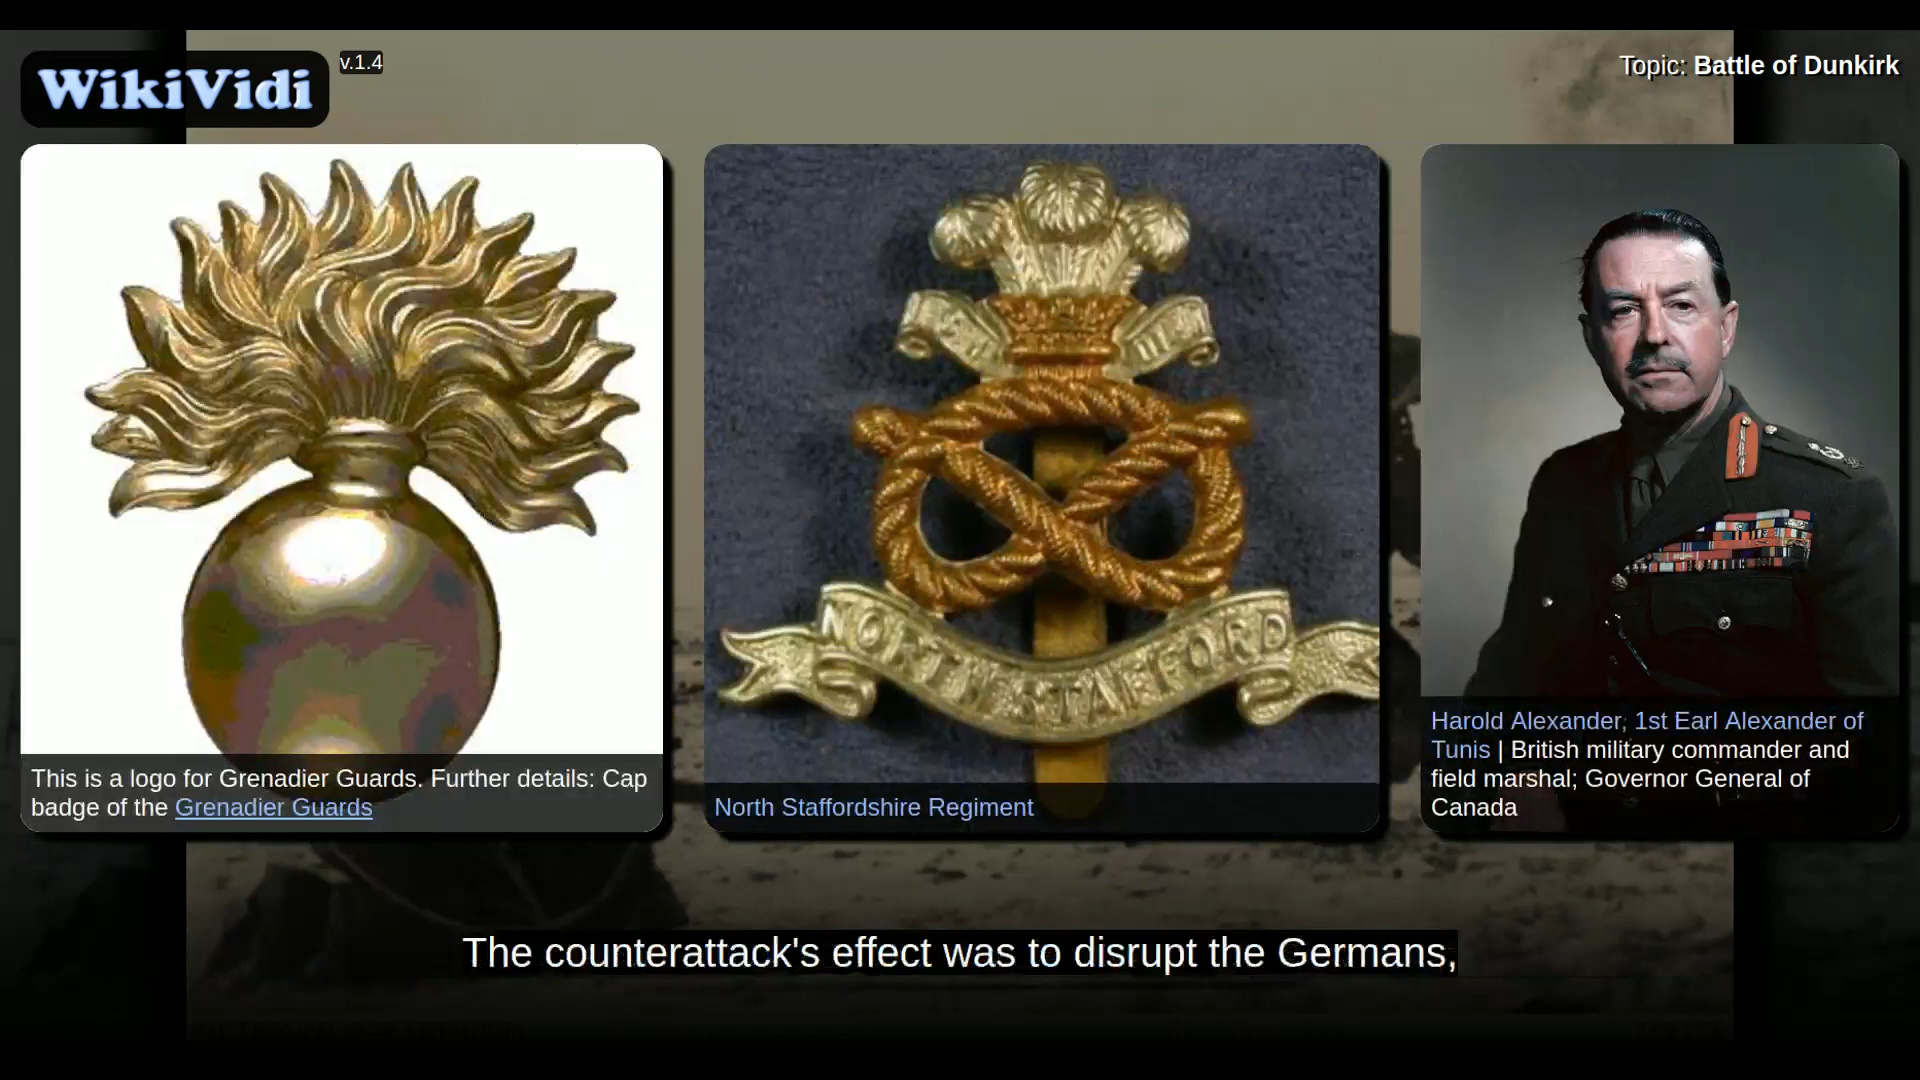 WikiVidi
v.1.4
Topic: Battle of Dunkirk
NORTH STAFFORD
This is a logo for Grenadier Guards. Further details: Cap
badge of the Grenadier Guards
North Staffordshire Regiment
Harold Alexander, 1st Earl Alexander of
Tunis | British military commander and
field marshal; Governor General of
Canada
The counterattack's effect was to disrupt the Germans,